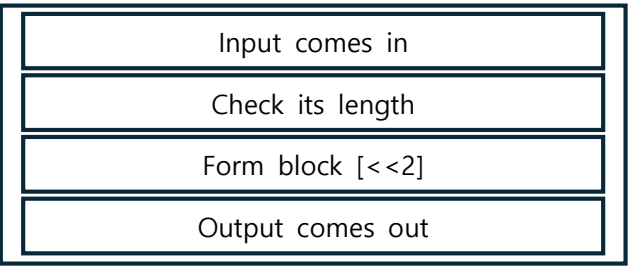 Input comes in
Check its length
Form block [<<2]
Output comes out